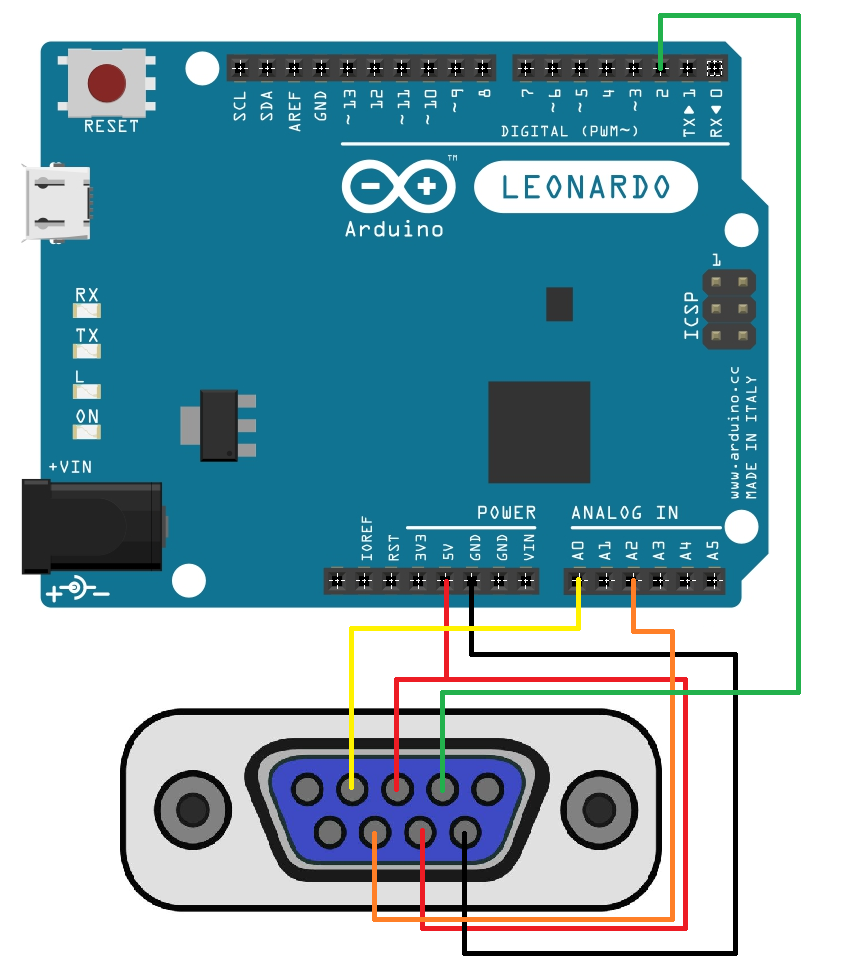 RESET
SCL
SDA
AREF
GND
~13
12
~11
~10
~9
8
7
~6
~5
4
~3
2
TX▶1
RX◀0
DIGITAL (PWM~)
TM
LEONARDO
Arduino
1
ICSP
RX
TX
L
ON
www.arduino.cc
MADE IN ITALY
+VIN
POWER
ANALOG IN
IOREF
RST
3V3
5V
GND
GND
VIN
A0
A1
A2
A3
A4
A5
+ −